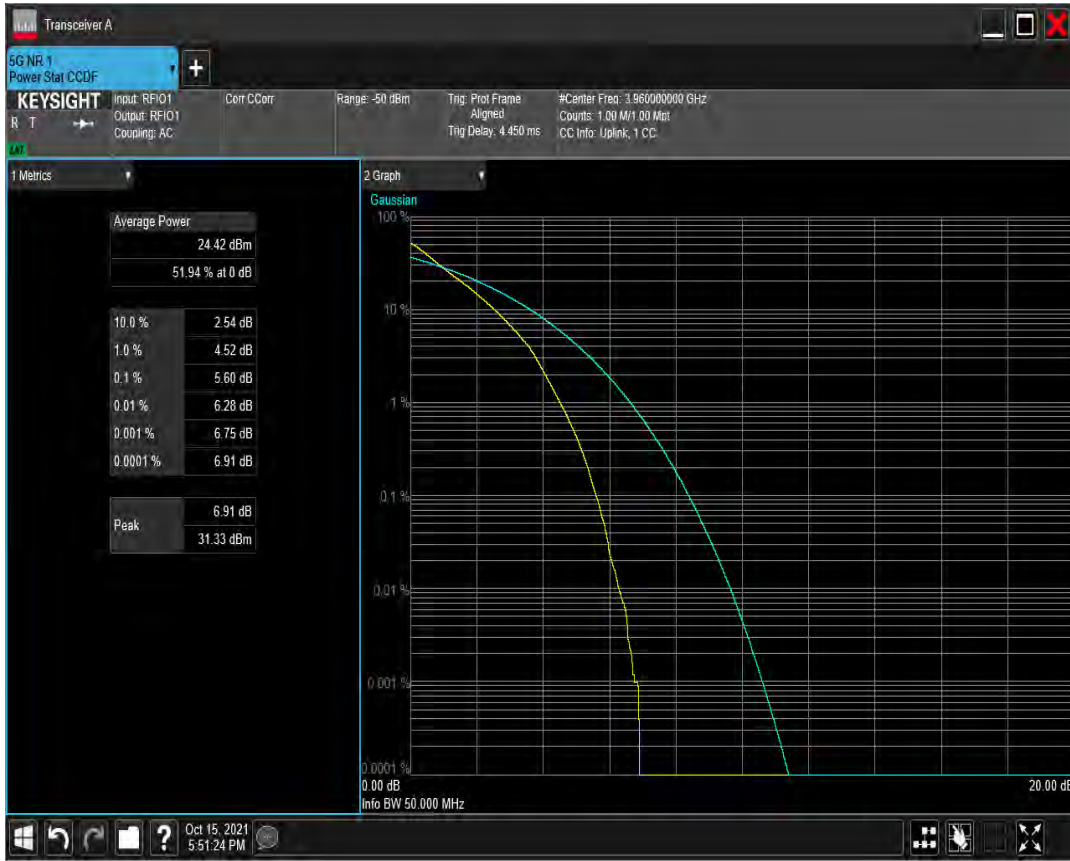 Transceiver A
5G NR 1
Power Stat CCDF
+
KEYSIGHT
R T
LXI
Input: RFIO1
Output: RFIO1
Coupling: AC
Corr CCorr
Range: -50 dBm
Trig: Prot Frame
Aligned
Trig Delay: 4.450 ms
#Center Freq: 3.960000000 GHz
Counts: 1.00 M/1.00 Mpt
CC Info: Uplink, 1 CC
1 Metrics
Average Power
24.42 dBm
51.94 % at 0 dB
10.0 % 2.54 dB
1.0 % 4.52 dB
0.1 % 5.60 dB
0.01 % 6.28 dB
0.001 % 6.75 dB
0.0001 % 6.91 dB
Peak 6.91 dB
31.33 dBm
2 Graph
Gaussian
100 %
10 %
1 %
0.1 %
0.01 %
0.001 %
0.0001 %
0.00 dB 20.00 dB
Info BW 50.000 MHz
? Oct 15, 2021
5:51:24 PM